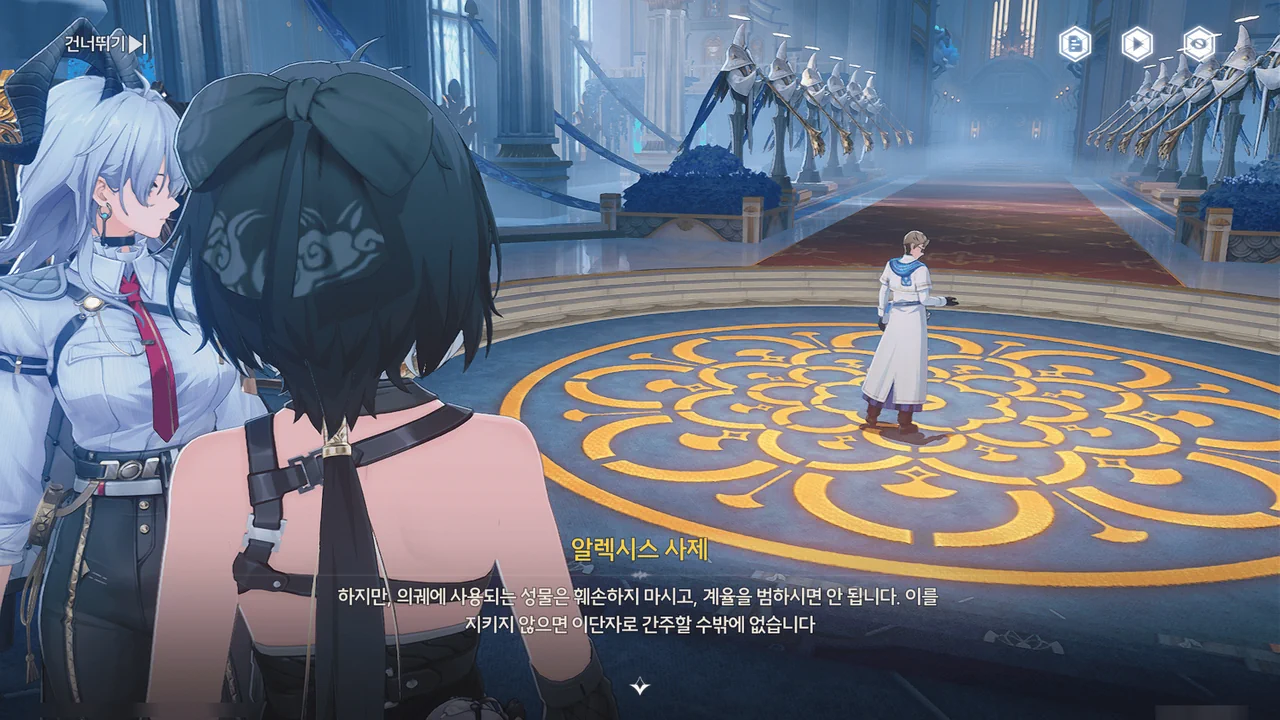 건너뛰기
알렉시스 사제
하지만, 의궤에 사용되는 성물은 훼손하지 마시고, 계율을 범하시면 안 됩니다. 이를
지키지 않으면 이단자로 간주할 수밖에 없습니다